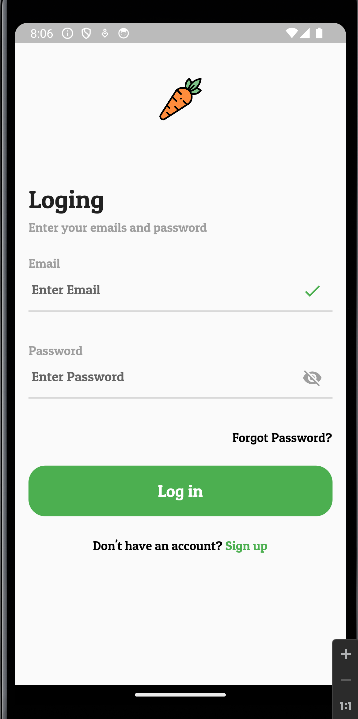 8:06
Loging
Enter your emails and password
Email
Enter Email
Password
Enter Password
Forgot Password?
Log in
Don't have an account? Sign up
+
−
1:1